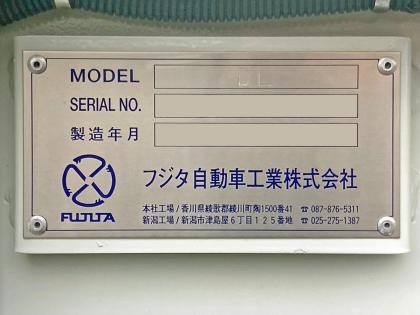 MODEL
SERIAL NO.
製造年月
フジタ自動車工業株式会社
FUJITA
本社工場／香川県綾歌郡綾川町陶1500番41 ☎ 087-876-5311
新潟工場／新潟市津島屋６丁目１２５番地 ☎ 025-275-1387